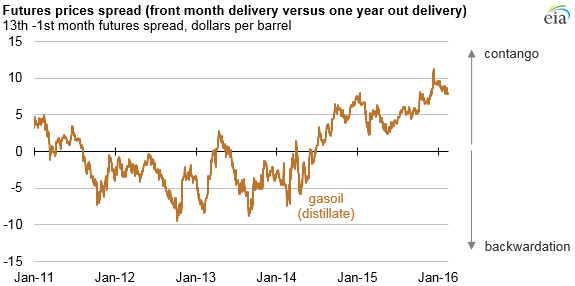 Futures prices spread (front month delivery versus one year out delivery)
13th -1st month futures spread, dollars per barrel
eia
contango
15
10
5
0
-5
-10
-15
gasoil
(distillate)
backwardation
Jan-11 Jan-12 Jan-13 Jan-14 Jan-15 Jan-16